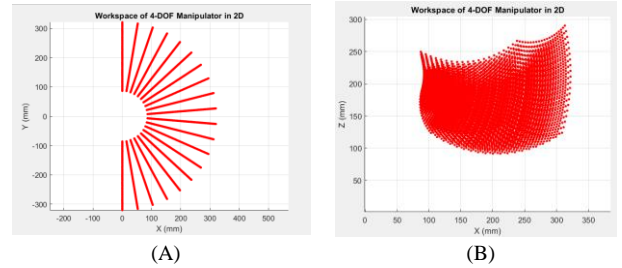 Workspace of 4-DOF Manipulator in 2D
300
200
100
0
-100
-200
-300
Y (mm)
-200 -100 0 100 200 300 400 500
X (mm)
(A)
Workspace of 4-DOF Manipulator in 2D
300
250
200
150
100
50
Z (mm)
0 50 100 150 200 250 300 350
X (mm)
(B)